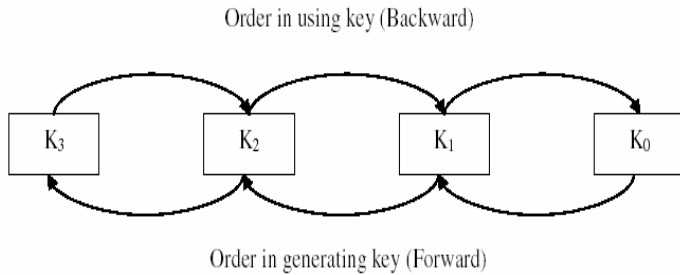 Order in using key (Backward)
K₃ K₂ K₁ K₀
Order in generating key (Forward)